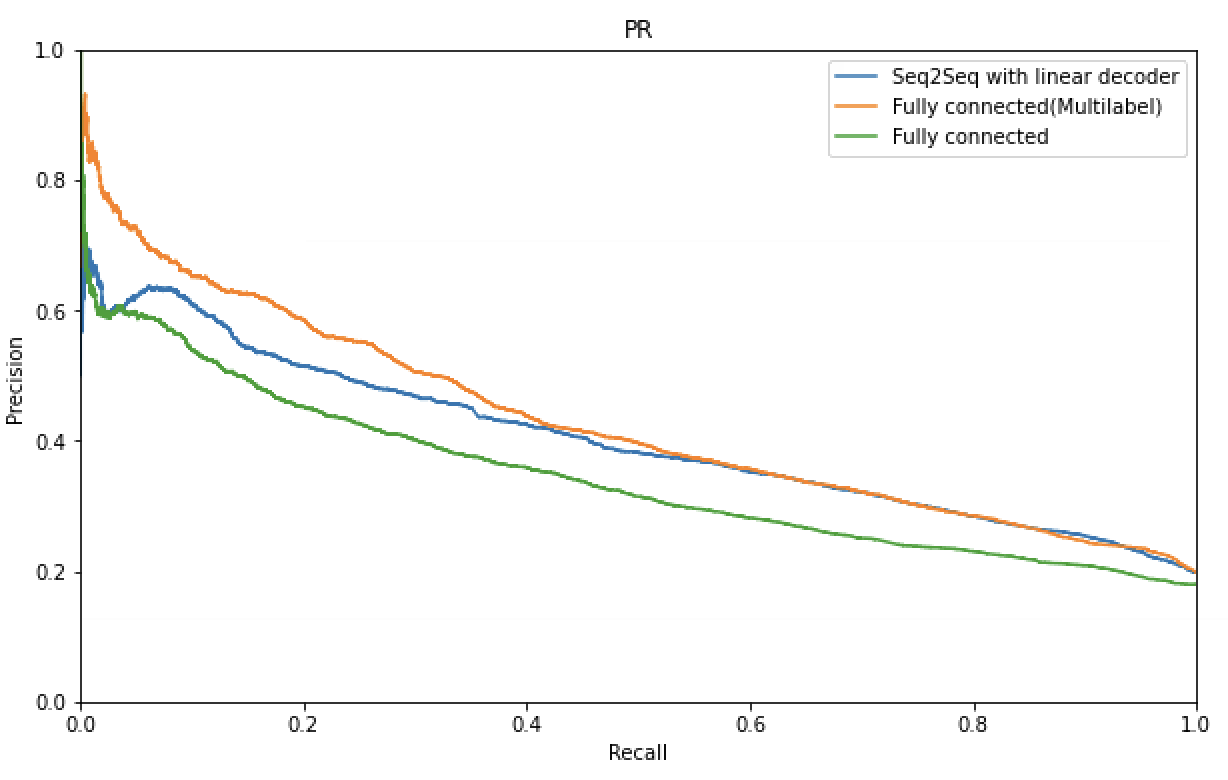 PR
Seq2Seq with linear decoder
Fully connected(Multilabel)
Fully connected
Precision
1.0
0.8
0.6
0.4
0.2
0.0
0.0 0.2 0.4 0.6 0.8 1.0
Recall